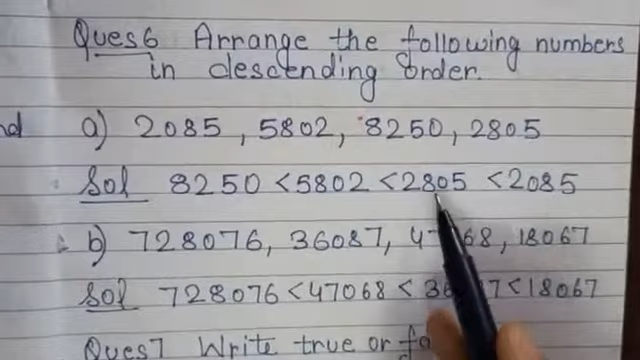 Ques6 Arrange the following numbers
in descending order.
nd a) 2085, 5802, 8250, 2805
Sol 8250 < 5802 < 2805 < 2085
b) 728076, 36087, 18067
Sol 728076 < 47068 < < 18067
Ques7 Write true or